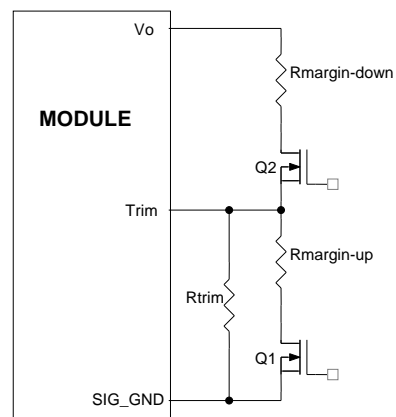 Vo
Rmargin-down
MODULE
Q2
Trim
Rmargin-up
Rtrim
Q1
SIG_GND